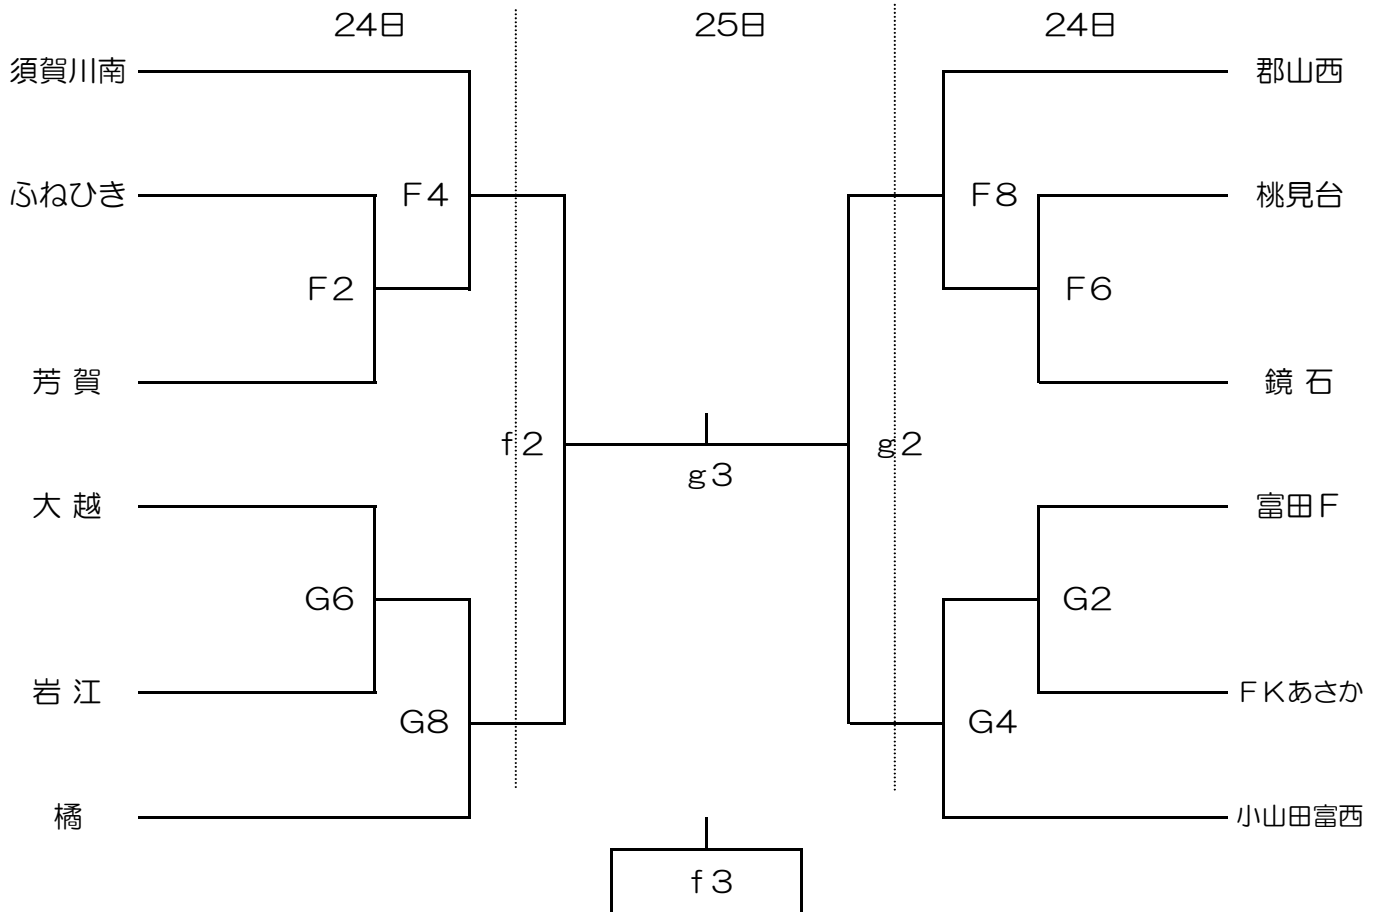 24日 25日 24日
須賀川南 郡山西
ふねひき F4 F8 桃見台
F2 F6
芳賀 鏡石
f2 g2
g3
大越 富田F
G6 G2
岩江 FKあさか
G8 G4
橘 小山田富西
f3